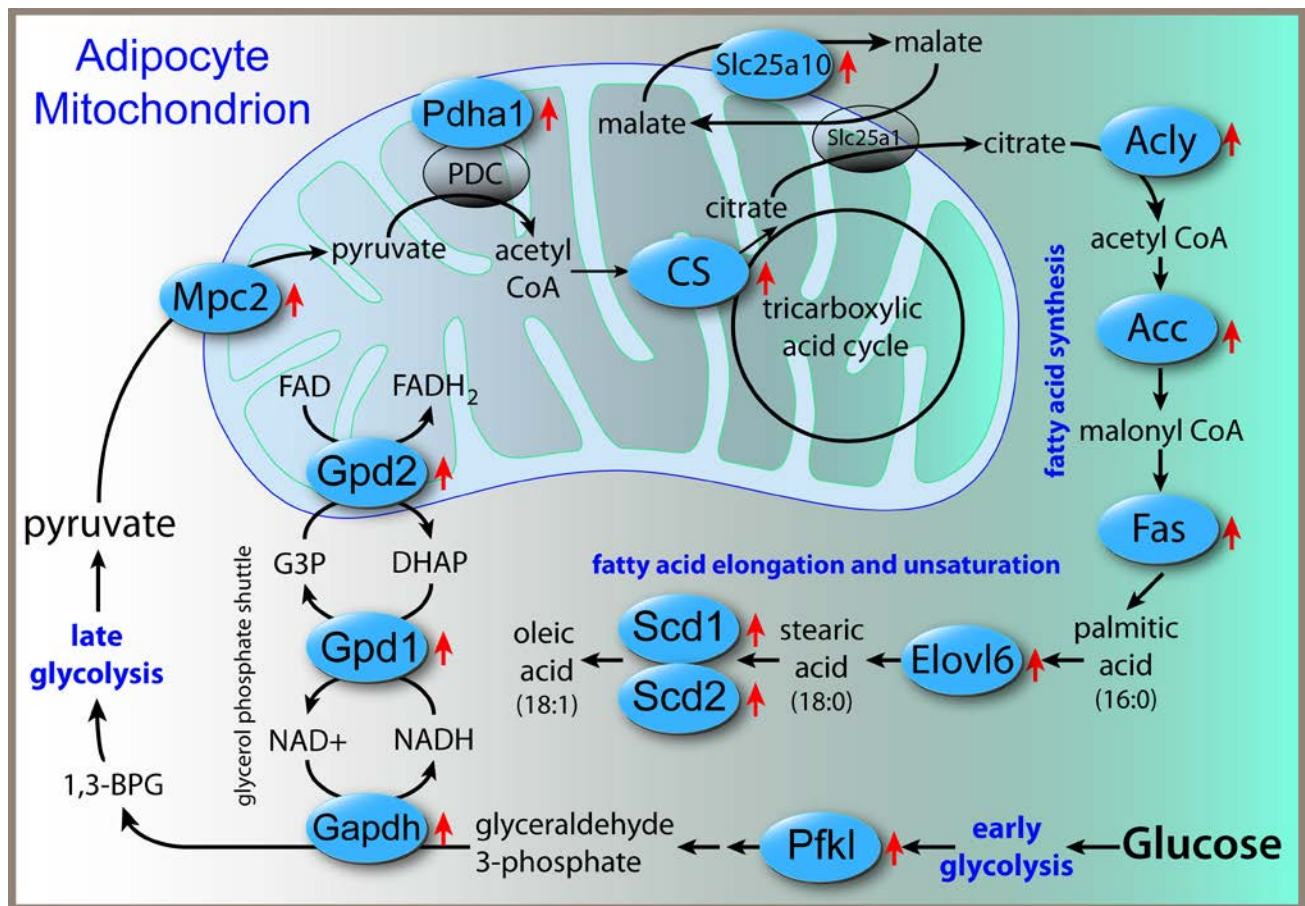 Adipocyte
Mitochondrion
Slc25a10
malate
malate
Pdha1
PDC
Slc25a1
citrate
Acly
citrate
pyruvate
acetyl
CoA
CS
tricarboxylic
acid cycle
Mpc2
acetyl CoA
fatty acid synthesis
Acc
malonyl CoA
Fas
FAD
FADH₂
Gpd2
pyruvate
G3P
DHAP
glycerol phosphate shuttle
fatty acid elongation and unsaturation
late
glycolysis
Gpd1
oleic
acid
(18:1)
Scd1
Scd2
stearic
acid
(18:0)
Elovl6
palmitic
acid
(16:0)
NAD+
NADH
1,3-BPG
Gapdh
glyceraldehyde
3-phosphate
Pfkl
early
glycolysis
Glucose